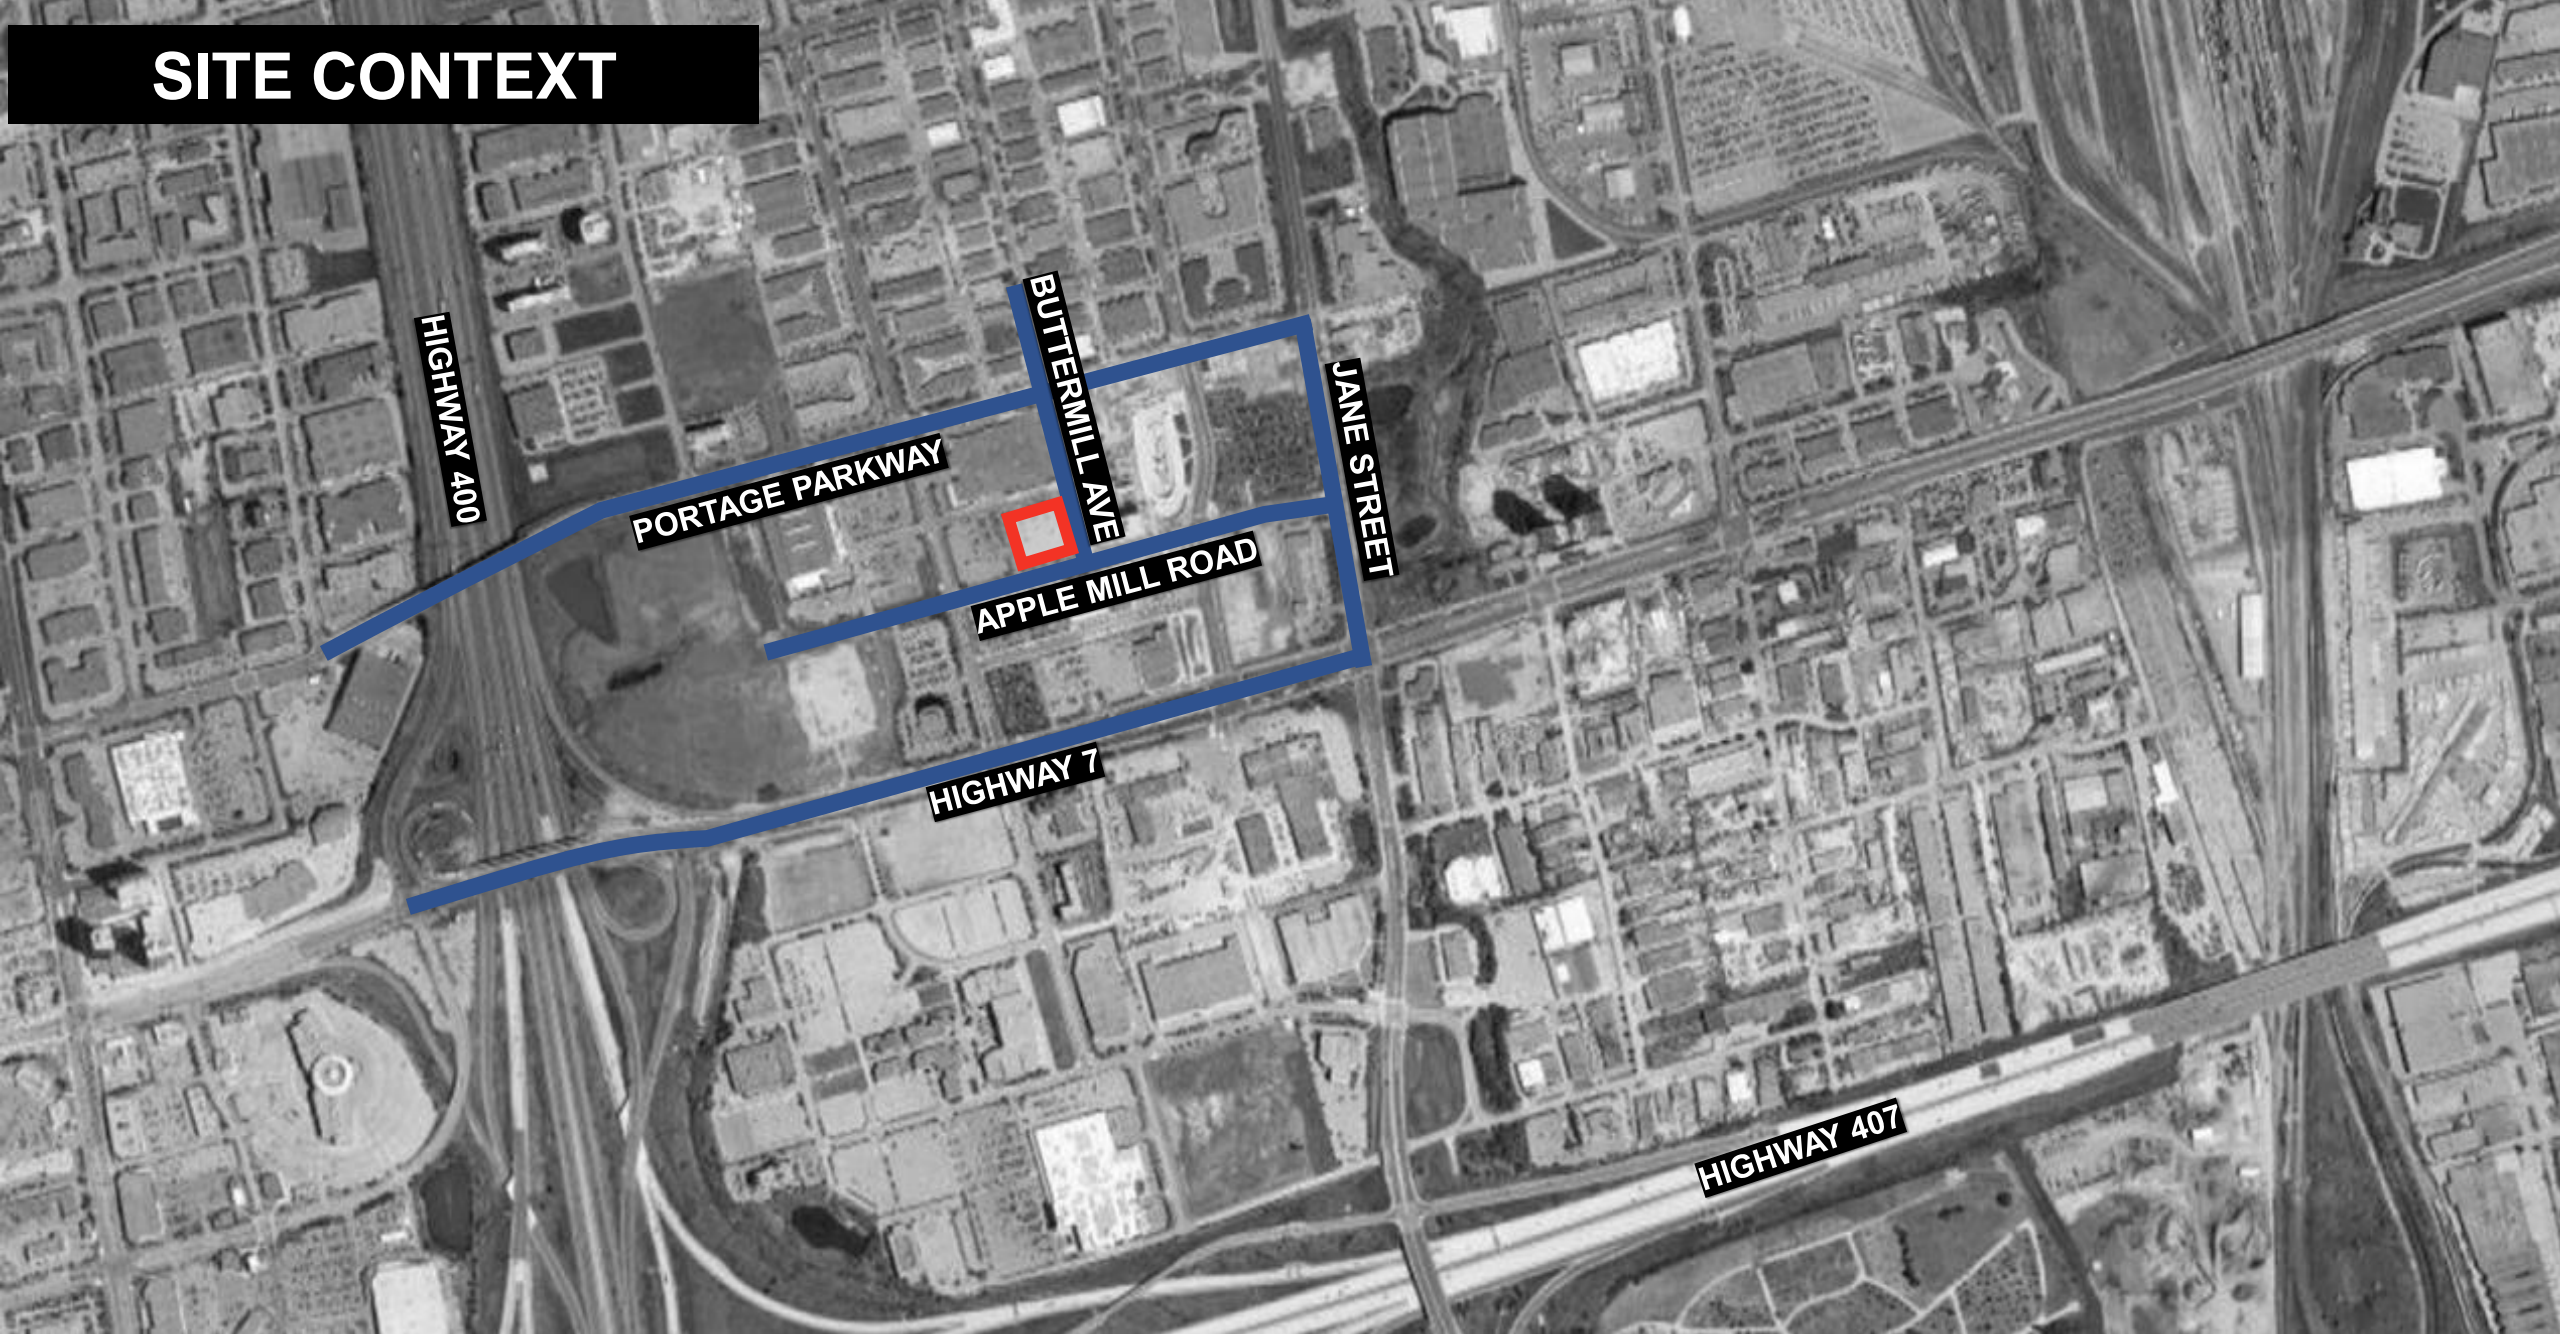 SITE CONTEXT
BUTTERMILL AVE
HIGHWAY 400
JANE STREET
PORTAGE PARKWAY
APPLE MILL ROAD
HIGHWAY 7
HIGHWAY 407